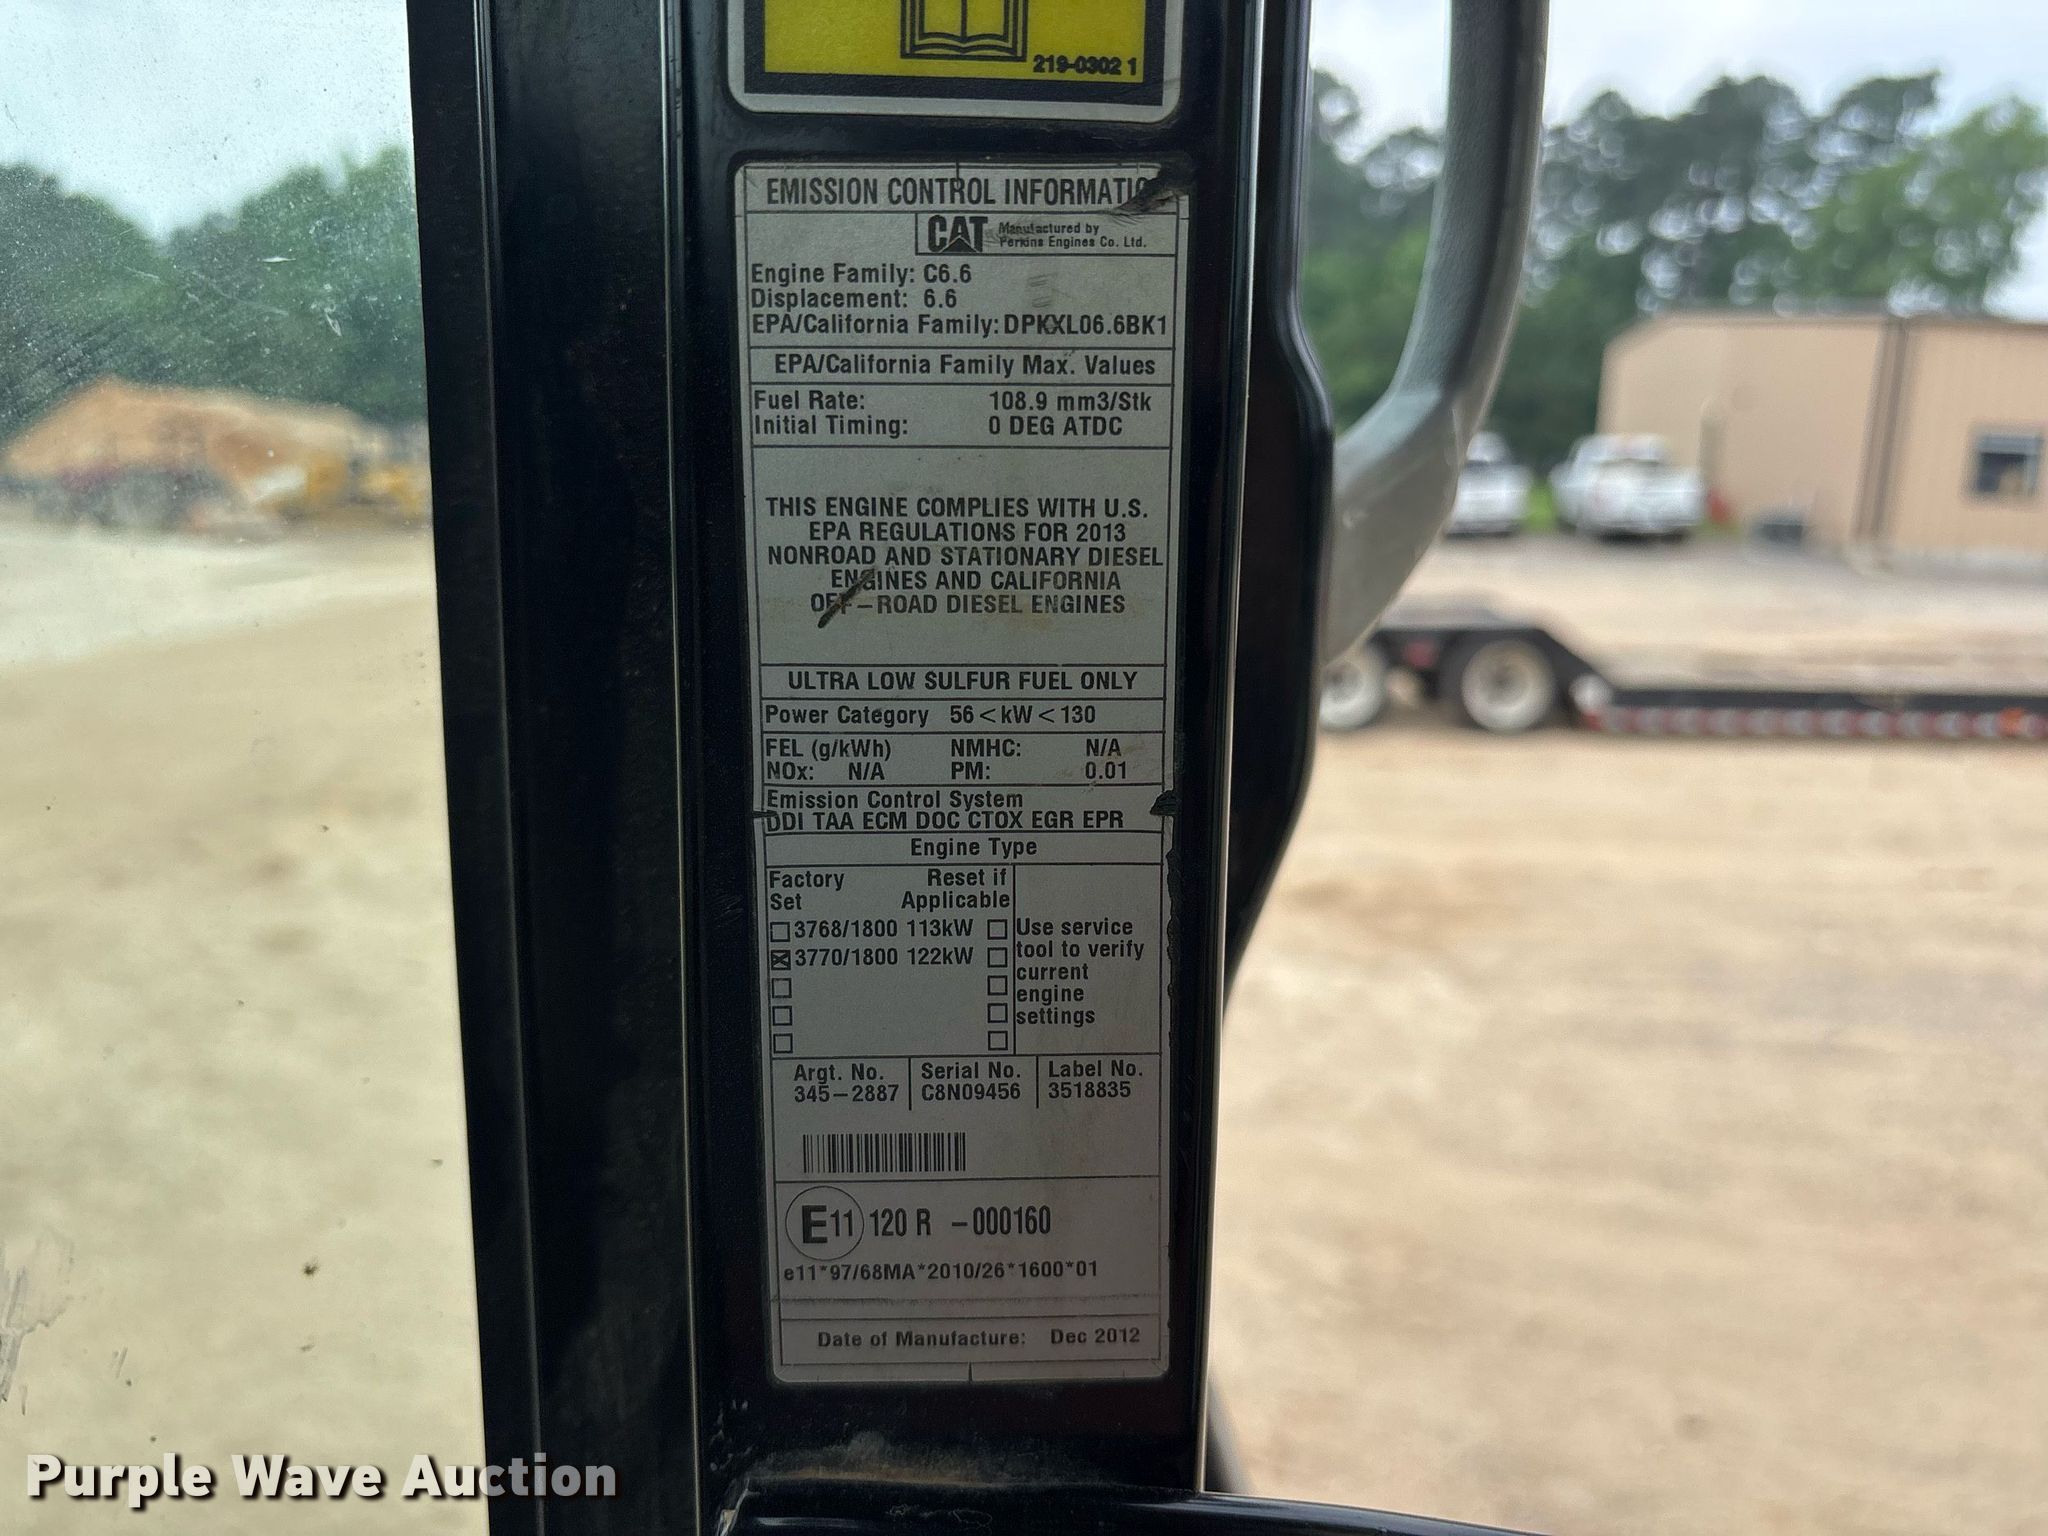 219-0302 1
EMISSION CONTROL INFORMATIO
CAT Manufactured by
Perkins Engines Co. Ltd.
Engine Family: C6.6
Displacement: 6.6
EPA/California Family: DPKXL06.6BK1
EPA/California Family Max. Values
Fuel Rate: 108.9 mm3/Stk
Initial Timing: 0 DEG ATDC
THIS ENGINE COMPLIES WITH U.S.
EPA REGULATIONS FOR 2013
NONROAD AND STATIONARY DIESEL
ENGINES AND CALIFORNIA
OFF-ROAD DIESEL ENGINES
ULTRA LOW SULFUR FUEL ONLY
Power Category 56<kW<130
FEL (g/kWh) NMHC: N/A
NOx: N/A PM: 0.01
Emission Control System
DDI TAA ECM DOC CTOX EGR EPR
Engine Type
Factory Reset if
Set Applicable
3768/1800 113kW
3770/1800 122kW
Use service
tool to verify
current
engine
settings
Argt. No. Serial No. Label No.
345-2887 C8N09456 3518835
E11 120 R -000160
e11*97/68MA*2010/26*1600*01
Date of Manufacture: Dec 2012
Purple Wave Auction